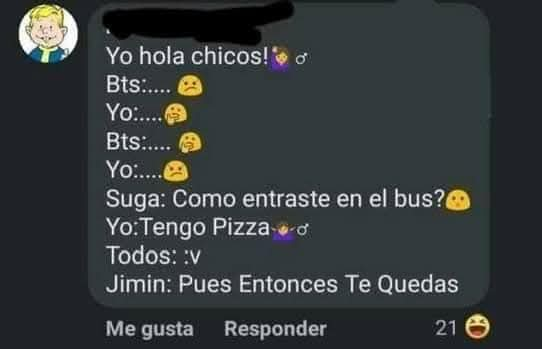 Yo hola chicos!🙋‍♂
Bts:.... 😕
Yo:....🤔
Bts:.... 🤔
Yo:....😕
Suga: Como entraste en el bus?😯
Yo:Tengo Pizza🤷‍♂
Todos: :v
Jimin: Pues Entonces Te Quedas
Me gusta Responder 21 😆